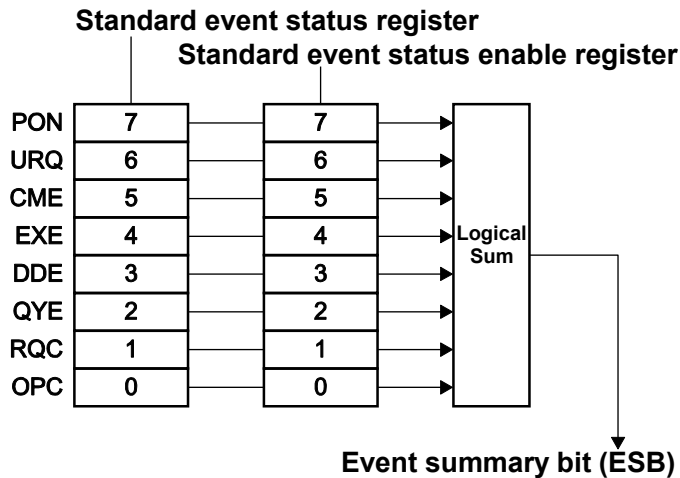 Standard event status register
Standard event status enable register
PON 7 7
URQ 6 6
CME 5 5
EXE 4 4
DDE 3 3
QYE 2 2
RQC 1 1
OPC 0 0
Logical
Sum
Event summary bit (ESB)